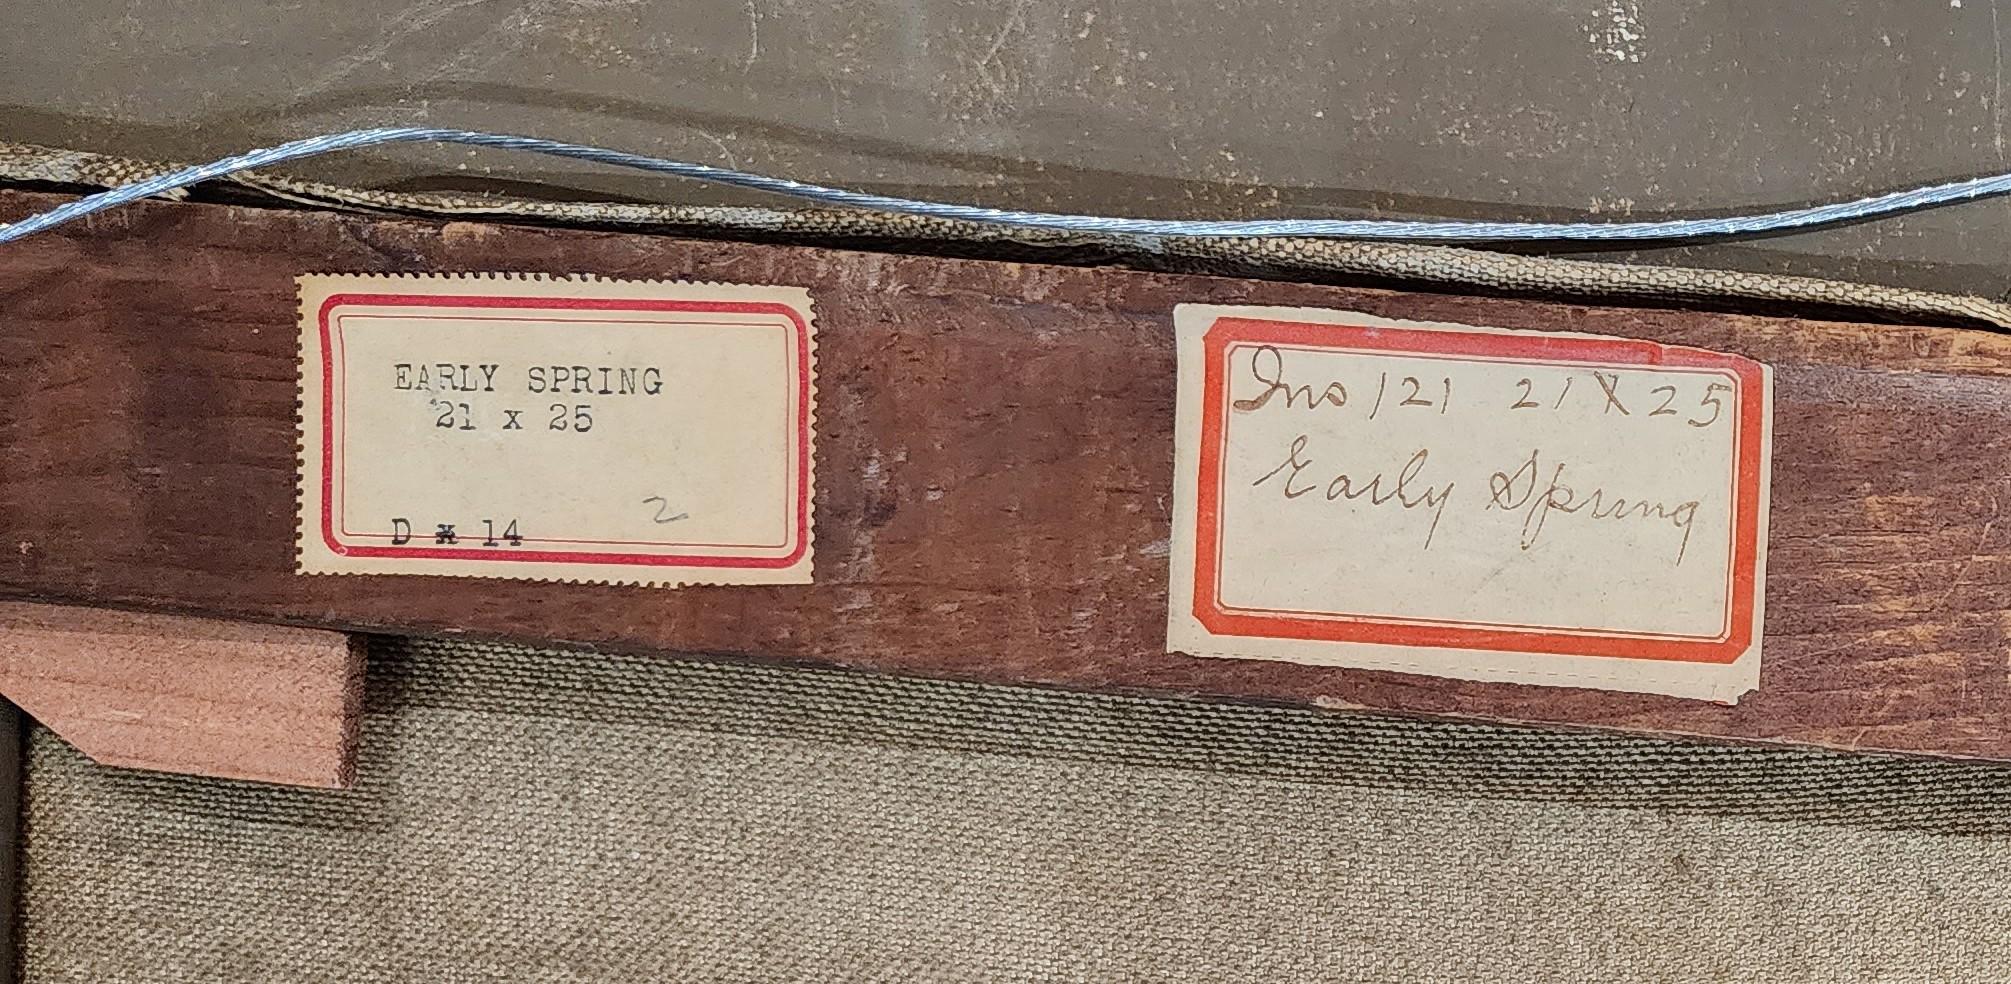 EARLY SPRING
21 x 25
2
D x 14
Ins 121 21 X 25
Early Spring